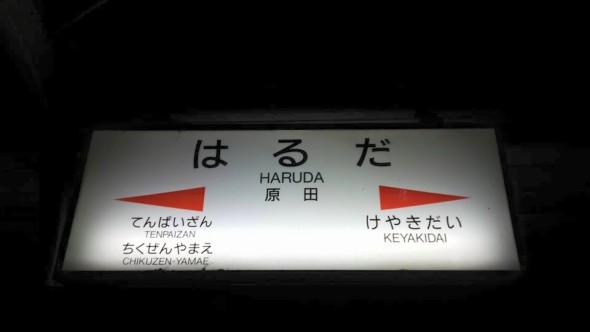 はるだ
HARUDA
原田
てんぱいざん
TENPAIZAN
ちくぜんやまえ
CHIKUZEN-YAMAE
けやきだい
KEYAKIDAI